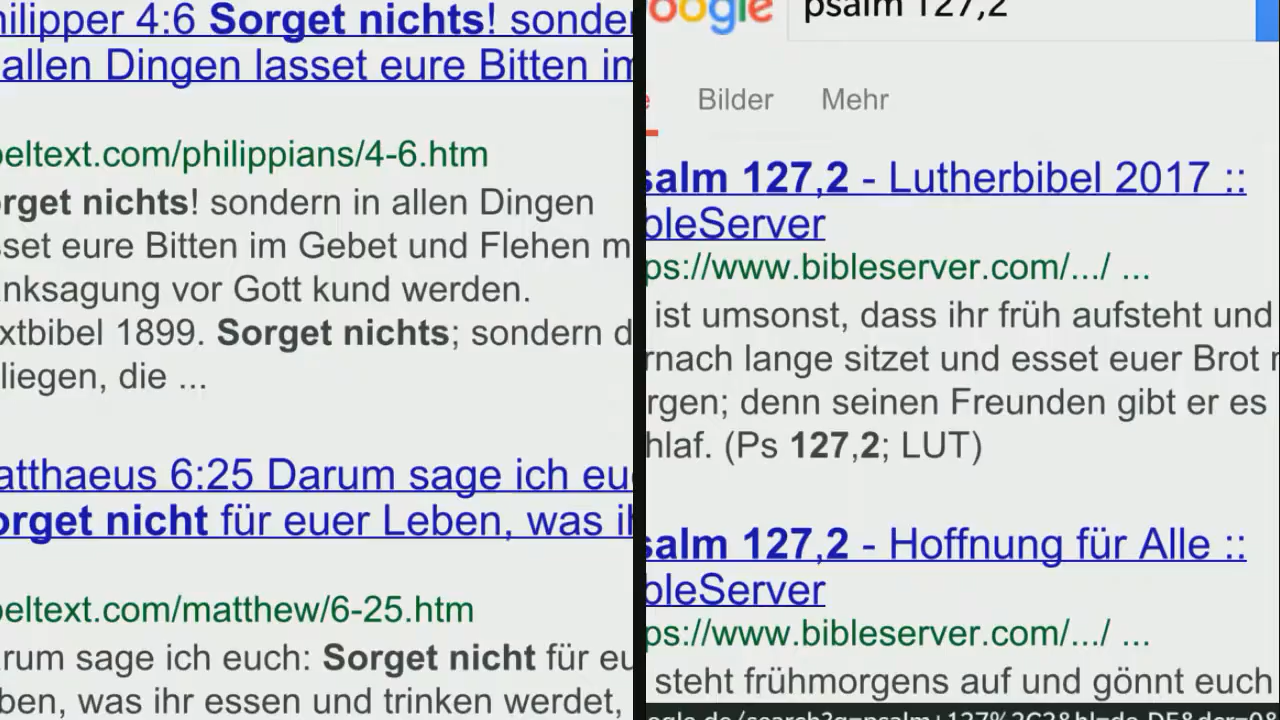 ilipper 4:6 Sorget nichts! sonder
allen Dingen lasset eure Bitten im
eltext.com/philippians/4-6.htm
rget nichts! sondern in allen Dingen
sset eure Bitten im Gebet und Flehen m
nksagung vor Gott kund werden.
xtbibel 1899. Sorget nichts; sondern d
liegen, die ...
atthaeus 6:25 Darum sage ich eu
orget nicht für euer Leben, was ih
eltext.com/matthew/6-25.htm
rum sage ich euch: Sorget nicht für eu
ben, was ihr essen und trinken werdet,
oogle psalm 127,2
Bilder Mehr
salm 127,2 - Lutherbibel 2017 ::
bleServer
ps://www.bibleserver.com/.../ ...
ist umsonst, dass ihr früh aufsteht und
rnach lange sitzet und esset euer Brot
rgen; denn seinen Freunden gibt er es
hlaf. (Ps 127,2; LUT)
salm 127,2 - Hoffnung für Alle ::
bleServer
ps://www.bibleserver.com/.../ ...
steht frühmorgens auf und gönnt euch